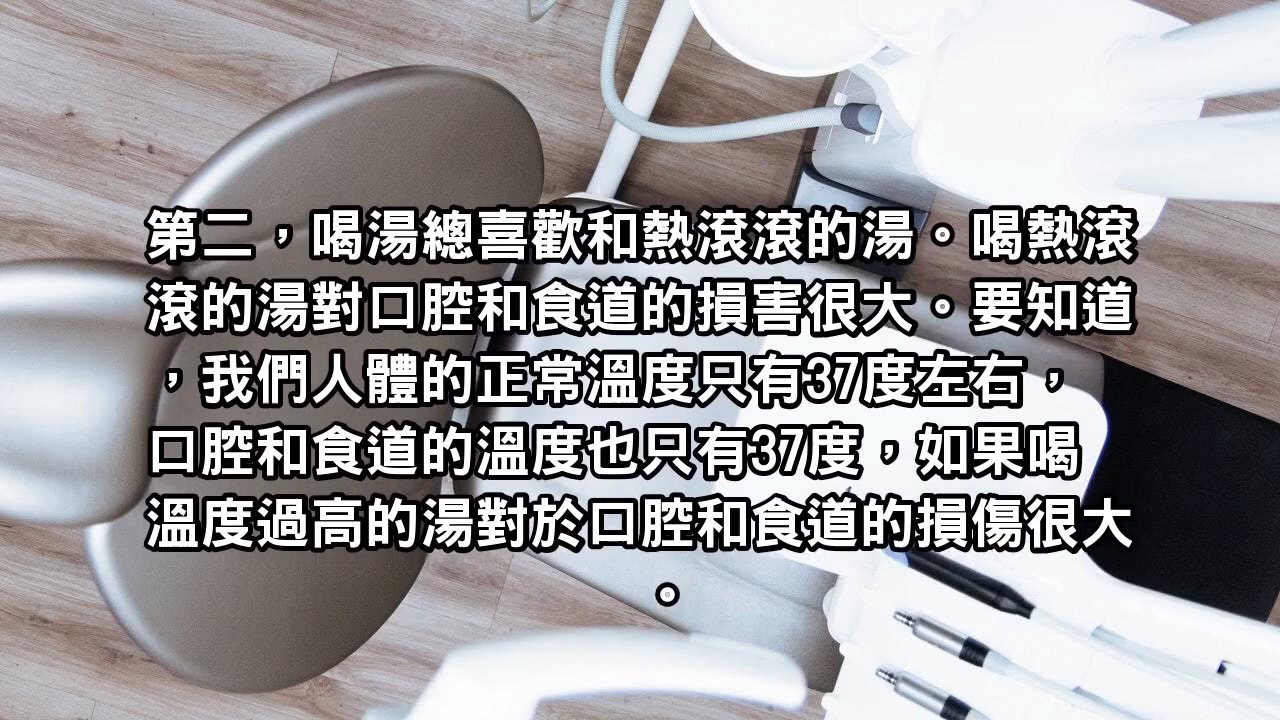 第二，喝湯總喜歡和熱滾滾的湯。喝熱滾
滾的湯對口腔和食道的損害很大。要知道
，我們人體的正常溫度只有37度左右，
口腔和食道的溫度也只有37度，如果喝
溫度過高的湯對於口腔和食道的損傷很大
。